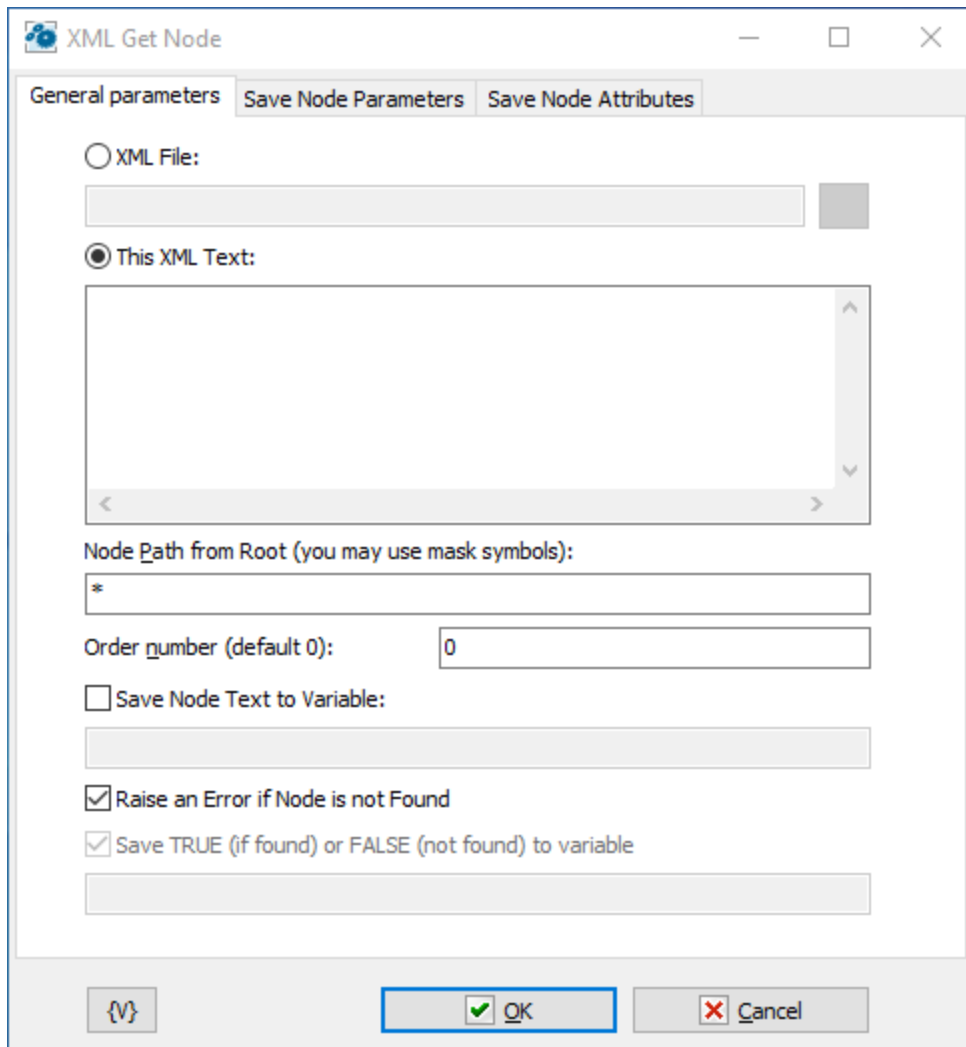 XML Get Node
General parameters Save Node Parameters Save Node Attributes
XML File:
This XML Text:
Node Path from Root (you may use mask symbols):
*
Order number (default 0): 0
Save Node Text to Variable:
Raise an Error if Node is not Found
Save TRUE (if found) or FALSE (not found) to variable
{V} OK Cancel